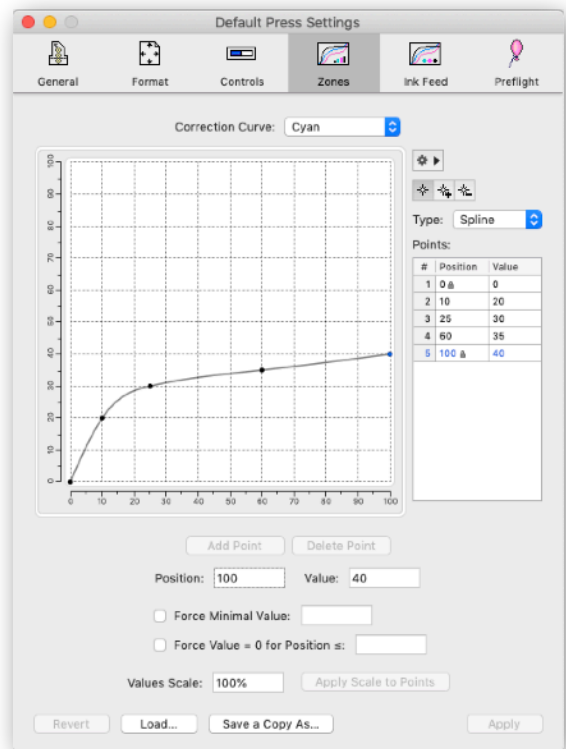 Default Press Settings
General Format Controls Zones Ink Feed Preflight
Correction Curve: Cyan
Type: Spline
Points:
# Position Value
1 0 0
2 10 20
3 25 30
4 60 35
5 100 40
100
90
80
70
60
50
40
30
20
10
0
0 10 20 30 40 50 60 70 80 90 100
Add Point Delete Point
Position: 100 Value: 40
Force Minimal Value:
Force Value = 0 for Position ≤:
Values Scale: 100% Apply Scale to Points
Revert Load... Save a Copy As... Apply